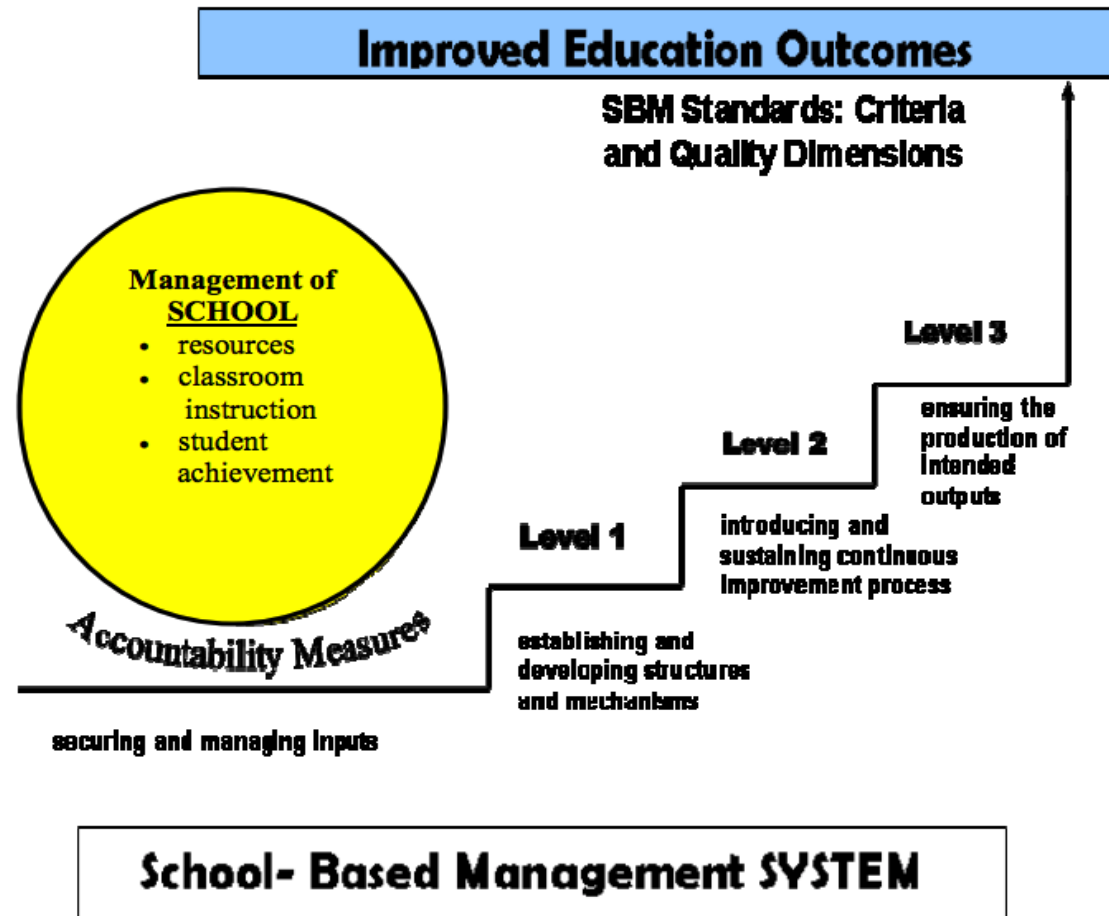 Improved Education Outcomes
SBM Standards: Criteria
and Quality Dimensions
Management of
SCHOOL
• resources
• classroom
instruction
• student
achievement
Accountability Measures
securing and managing inputs
Level 1
establishing and
developing structures
and mechanisms
Level 2
introducing and
sustaining continuous
improvement process
Level 3
ensuring the
production of
intended
outputs
School- Based Management SYSTEM